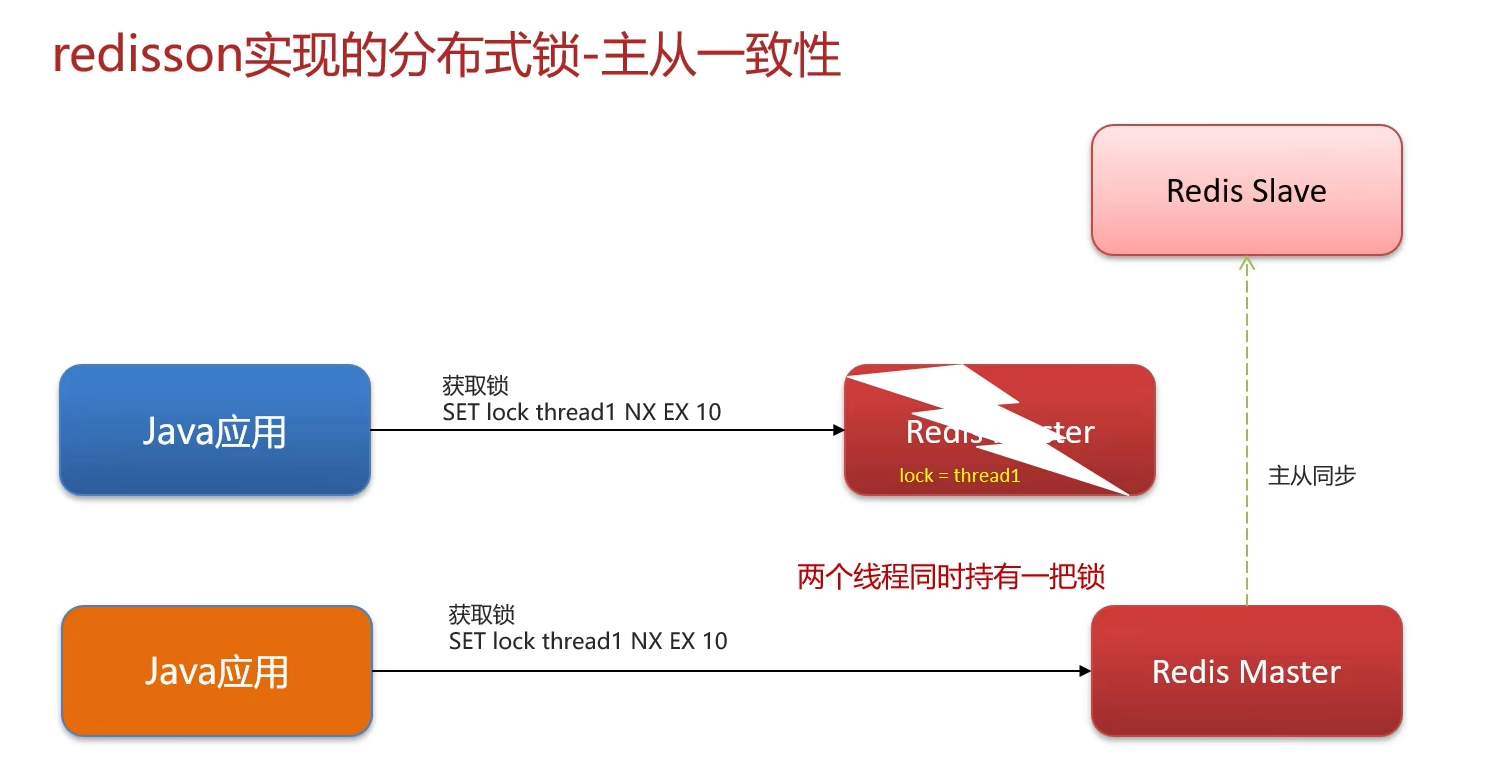 redisson实现的分布式锁-主从一致性
Redis Slave
获取锁
SET lock thread1 NX EX 10
Java应用
lock = thread1
主从同步
两个线程同时持有一把锁
获取锁
SET lock thread1 NX EX 10
Java应用
Redis Master